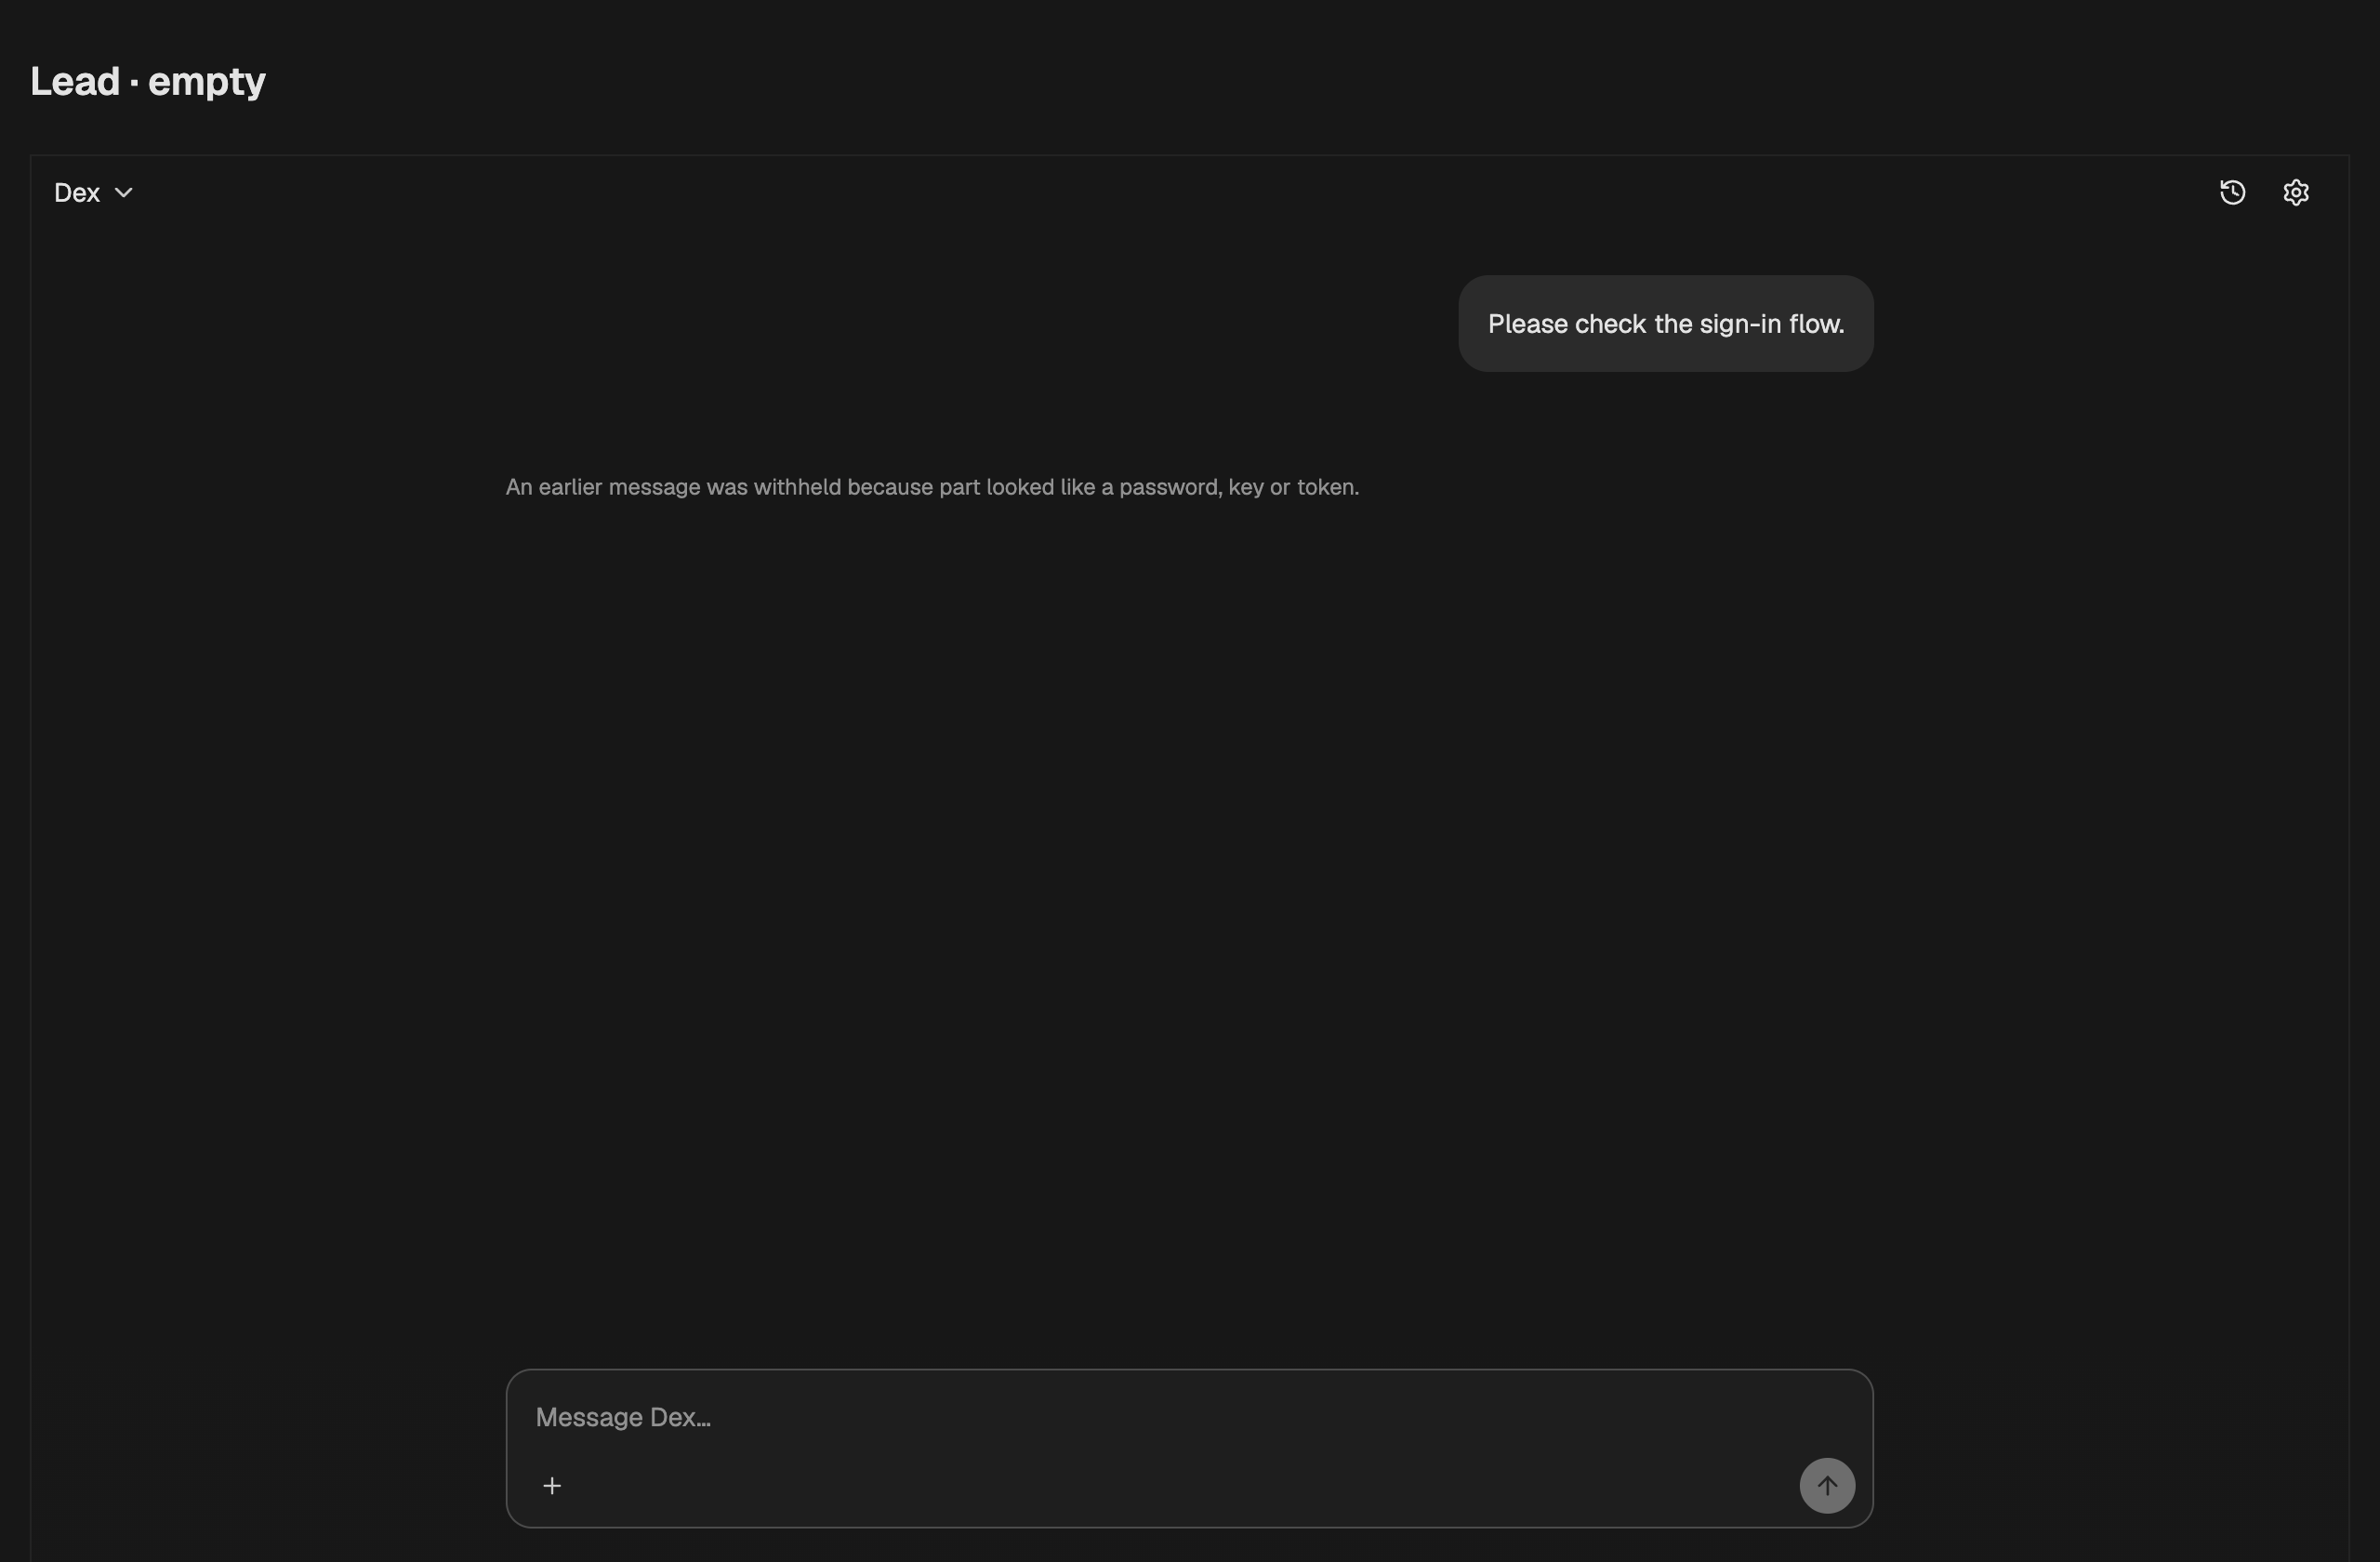 Lead · empty
Dex
Please check the sign-in flow.
An earlier message was withheld because part looked like a password, key or token.
Message Dex...